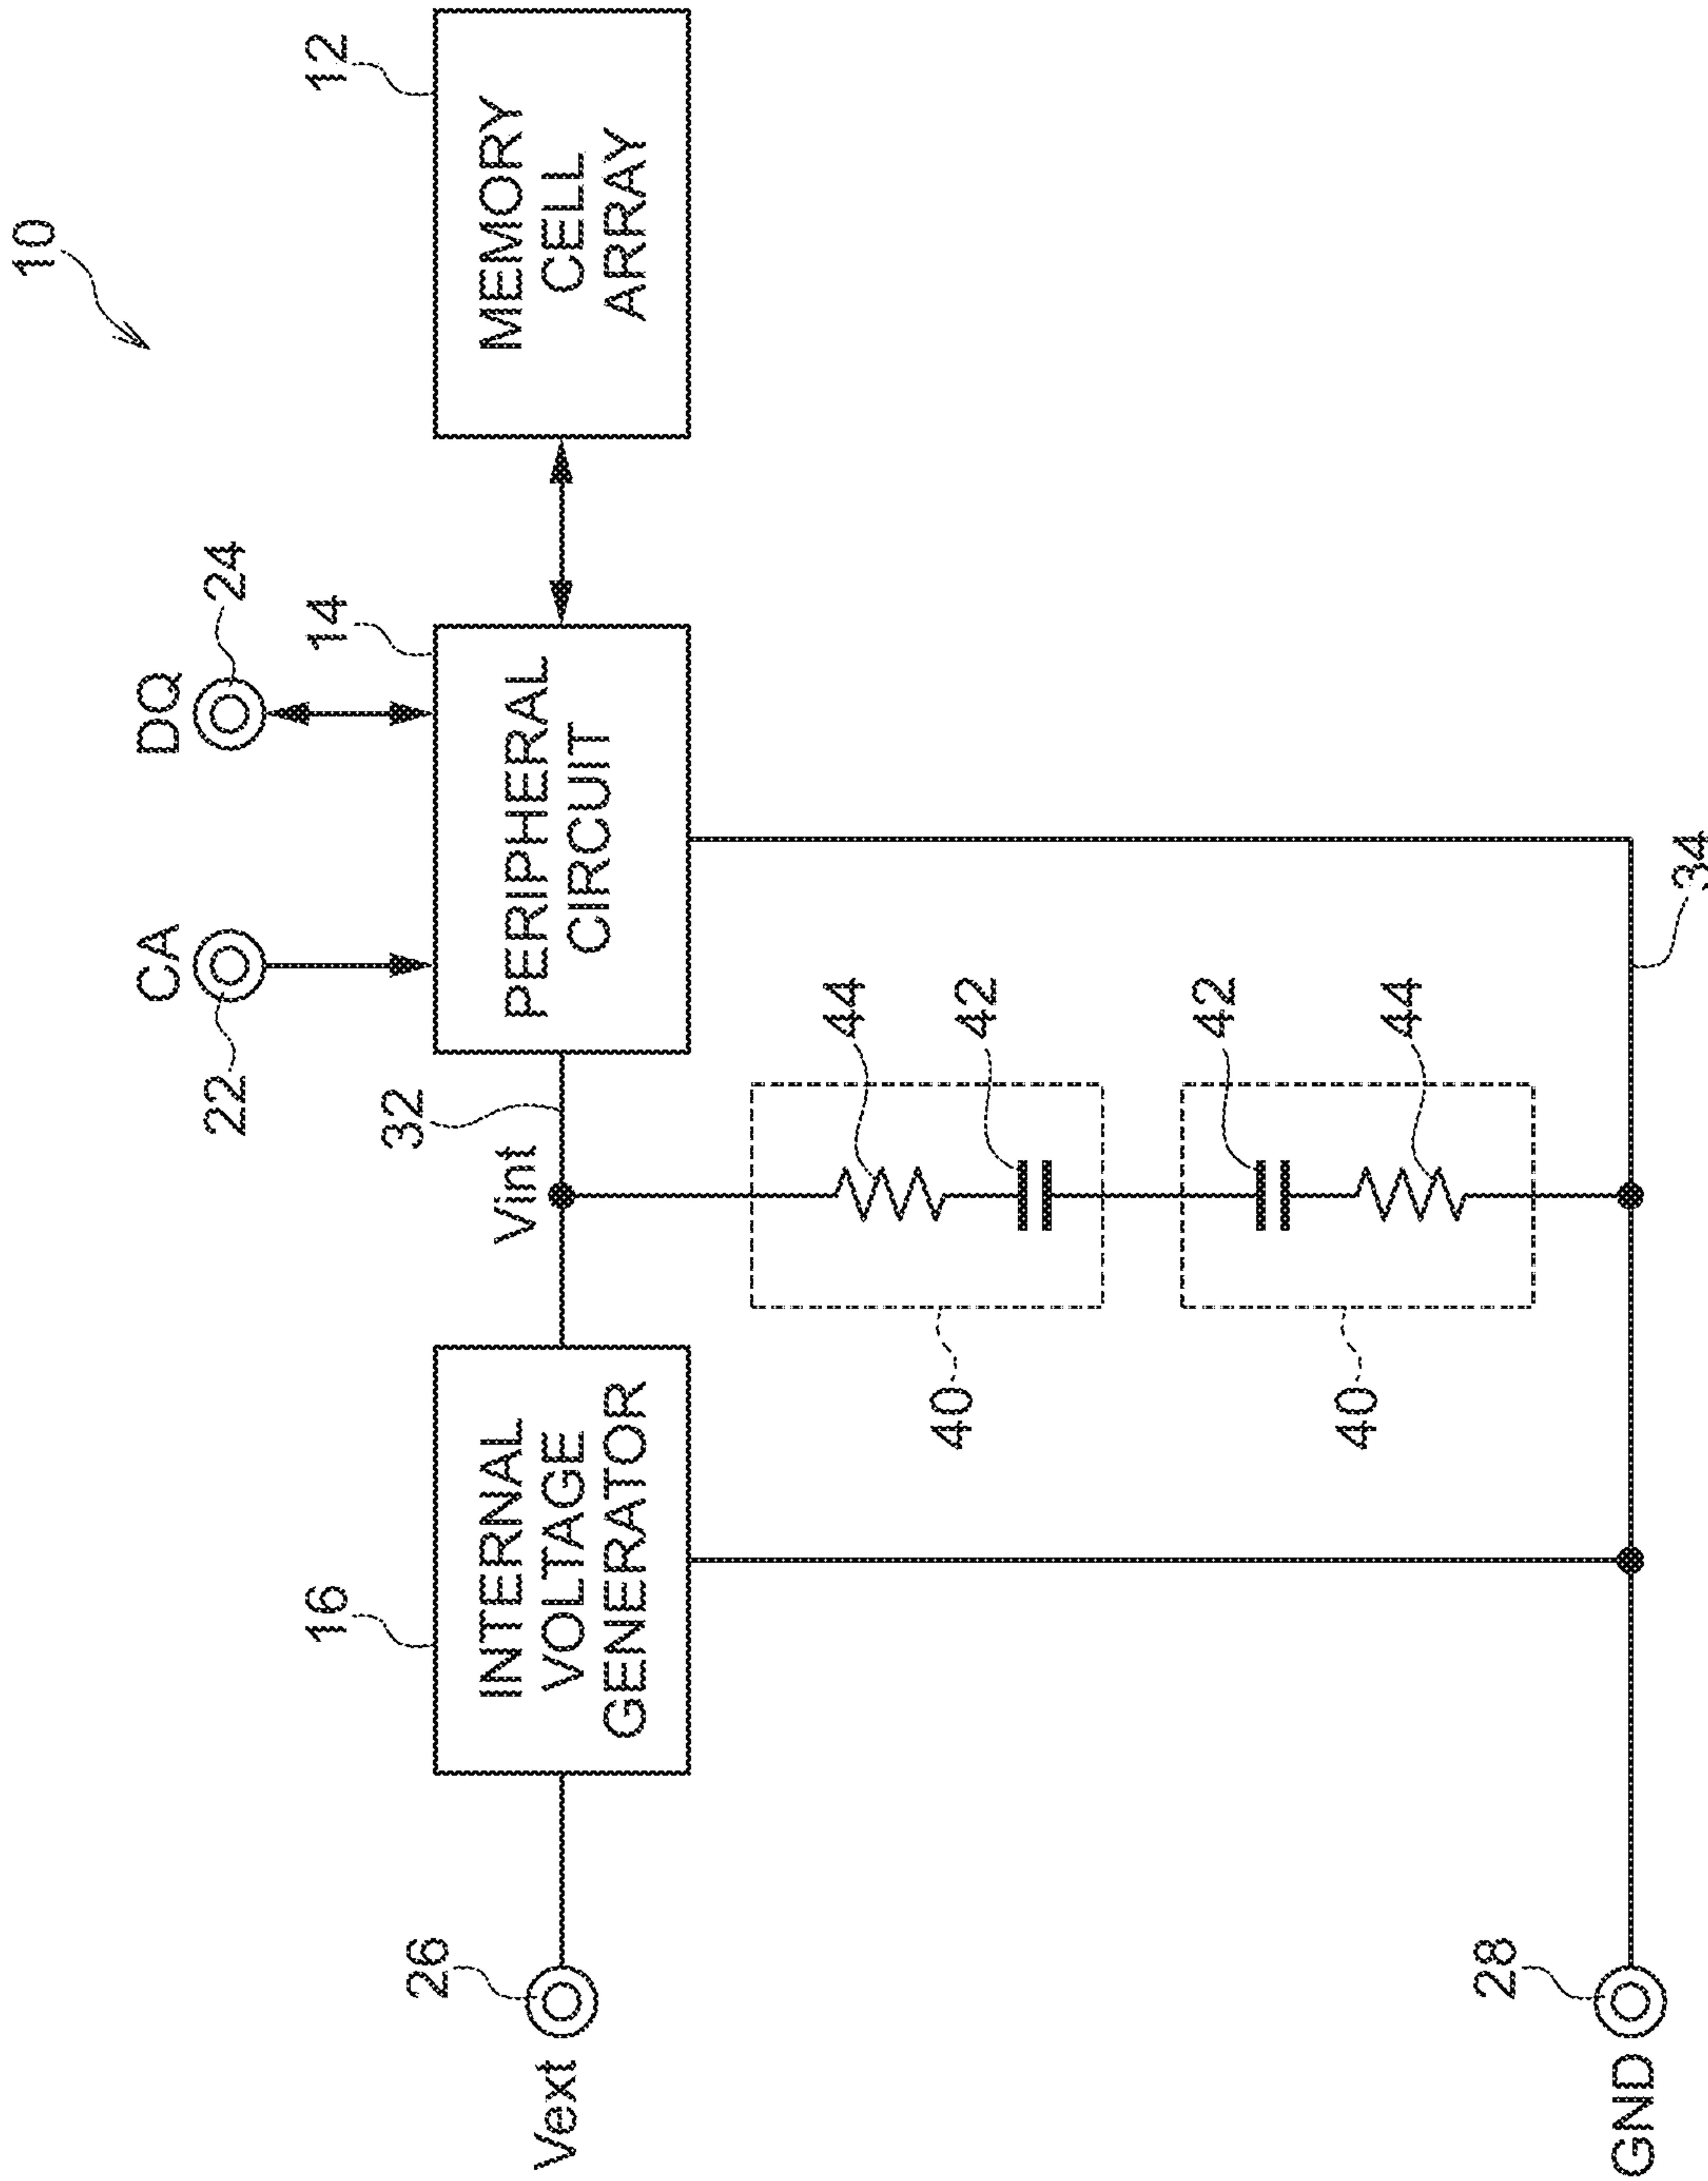 10
DQ
24
CA
22
12
MEMORY
CELL
ARRAY
14
PERIPHERAL
CIRCUIT
32
Vint
16
INTERNAL
VOLTAGE
GENERATOR
26
Vext
44
42
40
42
44
40
34
28
GND